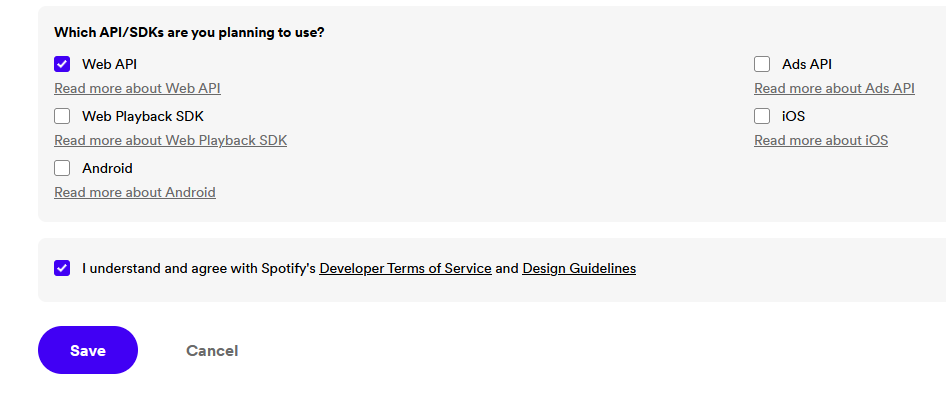 Which API/SDKs are you planning to use?
Web API
Read more about Web API
Ads API
Read more about Ads API
Web Playback SDK
Read more about Web Playback SDK
iOS
Read more about iOS
Android
Read more about Android
I understand and agree with Spotify's Developer Terms of Service and Design Guidelines
Save
Cancel